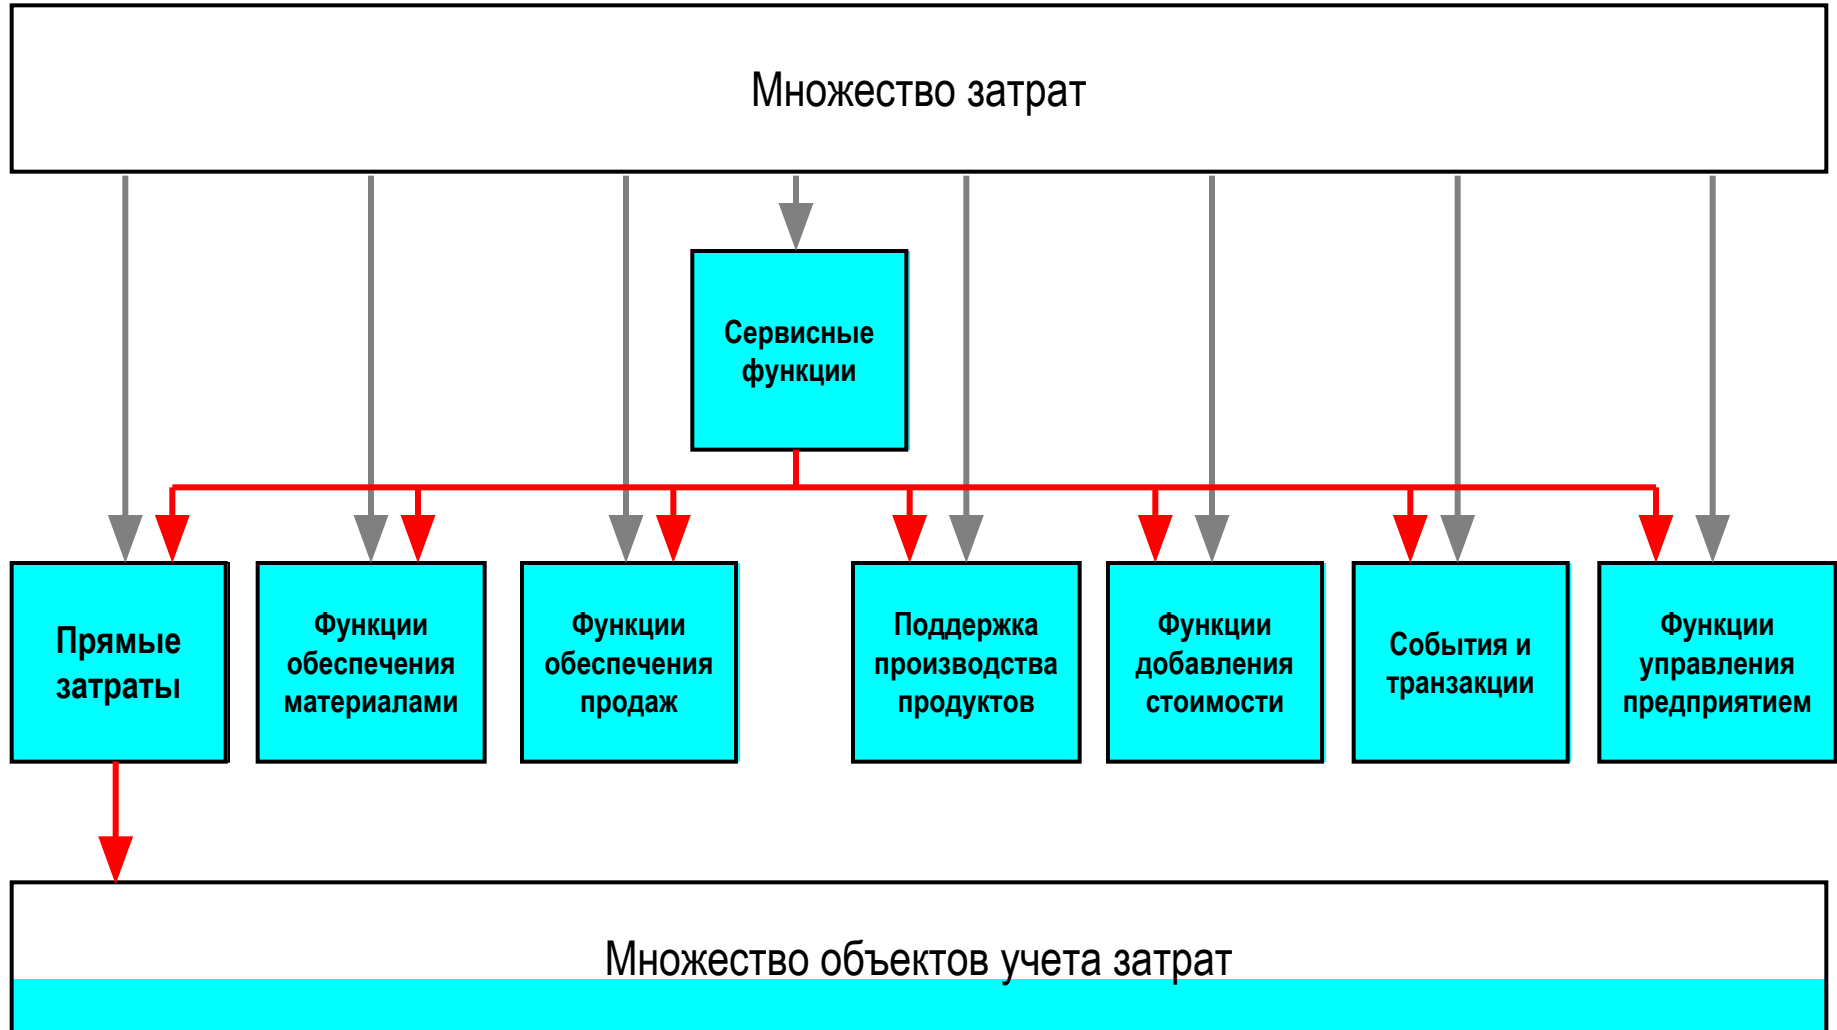 Множество затрат
Сервисные
функции
Прямые
затраты
Функции
обеспечения
материалами
Функции
обеспечения
продаж
Поддержка
производства
продуктов
Функции
добавления
стоимости
События и
транзакции
Функции
управления
предприятием
Множество объектов учета затрат